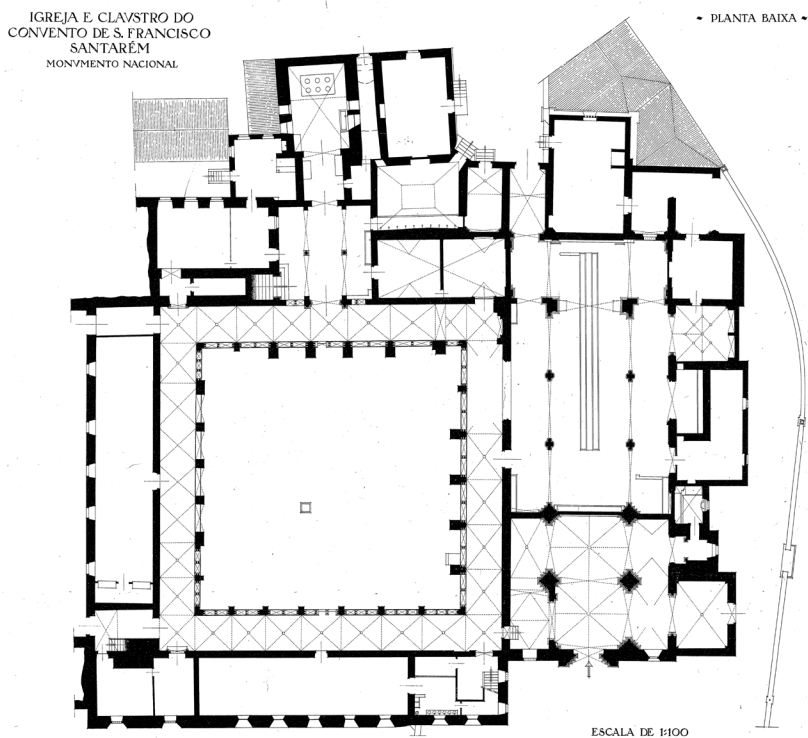 IGREJA E CLAVSTRO DO
CONVENTO DE S. FRANCISCO
SANTARÉM
MONVMENTO NACIONAL
• PLANTA BAIXA •
ESCALA DE 1:100